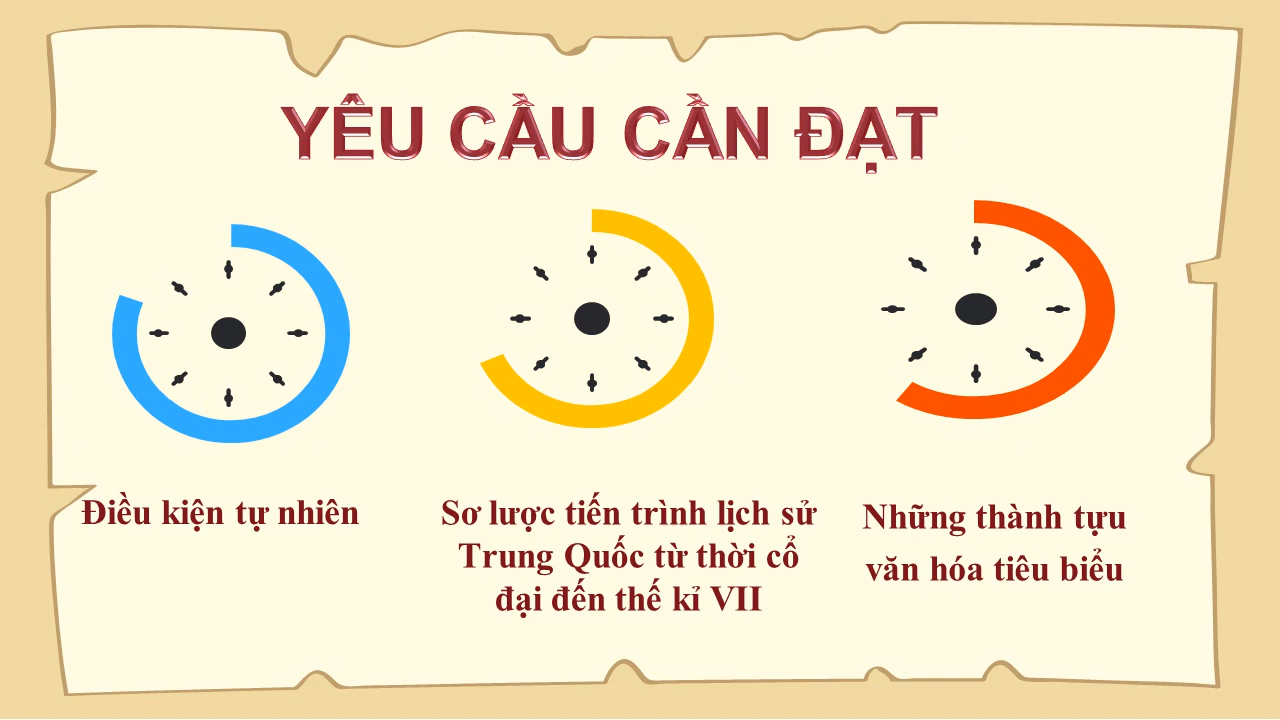 YÊU CẦU CẦN ĐẠT
Điều kiện tự nhiên
Sơ lược tiến trình lịch sử
Trung Quốc từ thời cổ
đại đến thế kỉ VII
Những thành tựu
văn hóa tiêu biểu